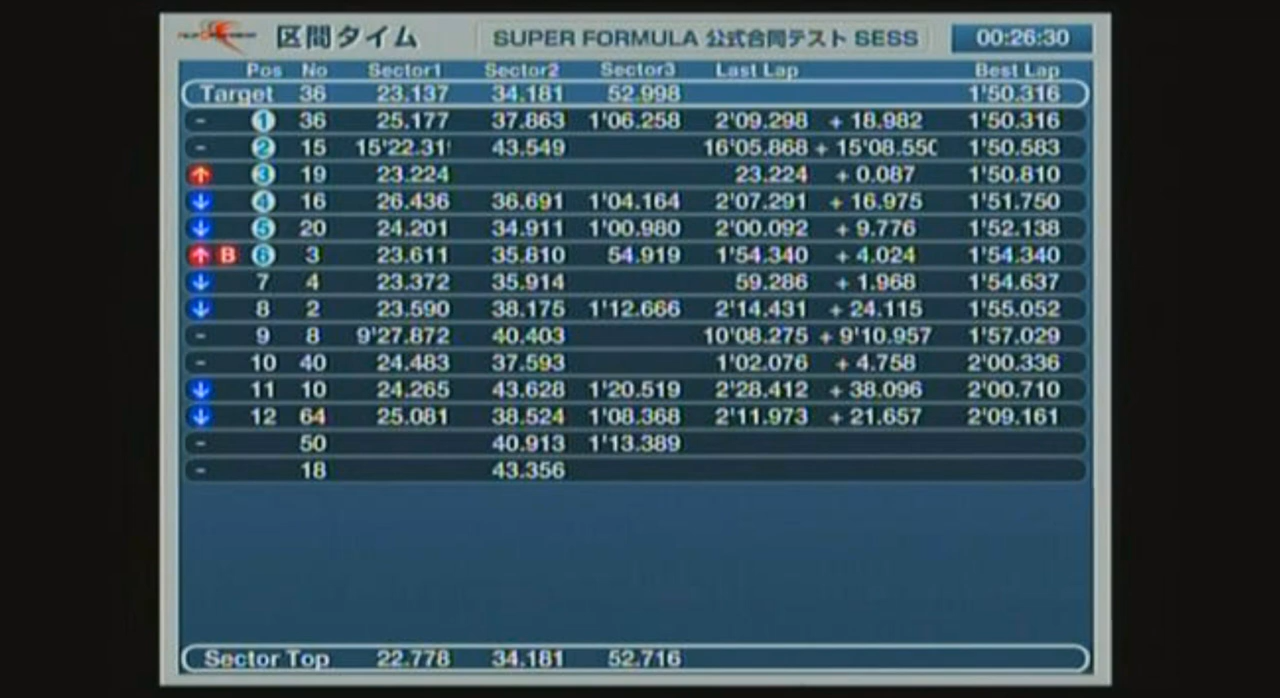 区間タイム SUPER FORMULA 公式合同テスト SESS 00:26:30
Pos No Sector1 Sector2 Sector3 Last Lap Best Lap
Target 36 23.137 34.181 52.998 1'50.316
- 1 36 25.177 37.863 1'06.258 2'09.298 + 18.982 1'50.316
- 2 15 15'22.31 43.549 16'05.868 + 15'08.550 1'50.583
↑ 3 19 23.224 23.224 + 0.087 1'50.810
↓ 4 16 26.436 36.691 1'04.164 2'07.291 + 16.975 1'51.750
↓ 5 20 24.201 34.911 1'00.980 2'00.092 + 9.776 1'52.138
↑ B 6 3 23.611 35.810 54.919 1'54.340 + 4.024 1'54.340
↓ 7 4 23.372 35.914 59.286 + 1.968 1'54.637
↓ 8 2 23.590 38.175 1'12.666 2'14.431 + 24.115 1'55.052
- 9 8 9'27.872 40.403 10'08.275 + 9'10.957 1'57.029
- 10 40 24.483 37.593 1'02.076 + 4.758 2'00.336
↓ 11 10 24.265 43.628 1'20.519 2'28.412 + 38.096 2'00.710
↓ 12 64 25.081 38.524 1'08.368 2'11.973 + 21.657 2'09.161
- 50 40.913 1'13.389
- 18 43.356
Sector Top 22.778 34.181 52.716